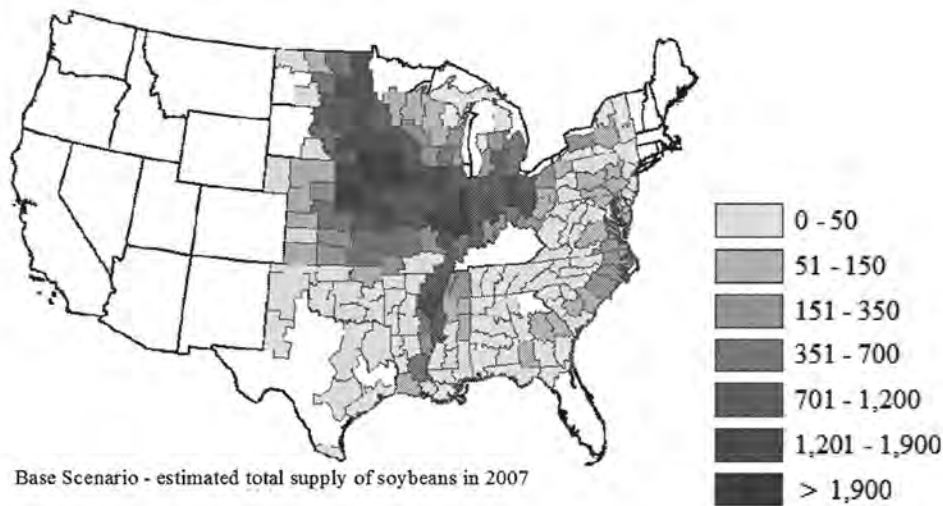 0 - 50
51 - 150
151 - 350
351 - 700
701 - 1,200
1,201 - 1,900
> 1,900
Base Scenario - estimated total supply of soybeans in 2007